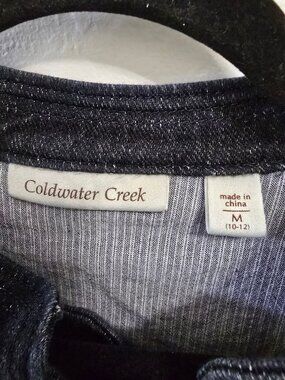 Coldwater Creek
made in
china
M
(10-12)